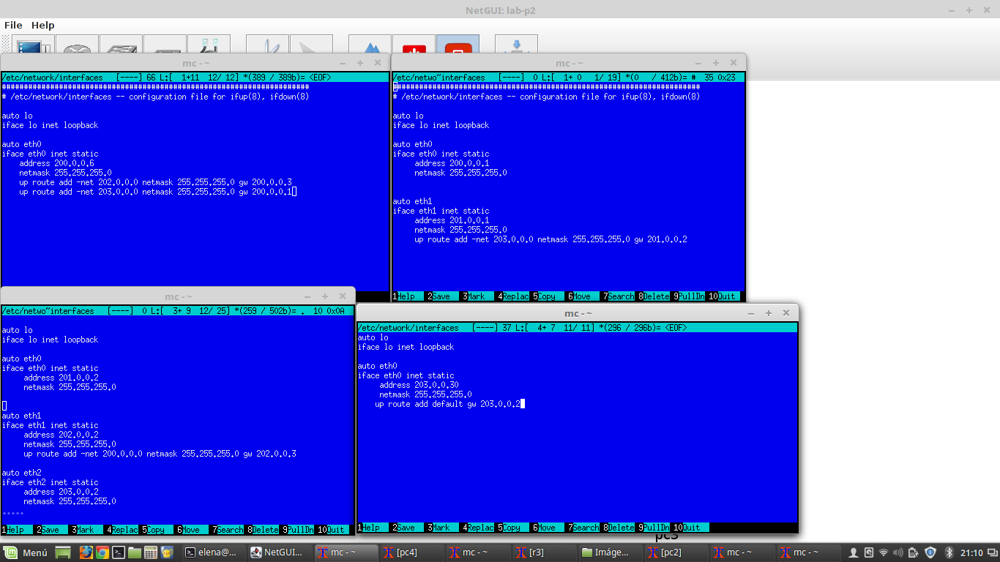 NetGUI: lab-p2
File Help
mc - ~
/etc/network/interfaces [----] 66 L:[ 1+11 12/ 12] *(389 / 389b)= <EOF>
######################################################################
# /etc/network/interfaces -- configuration file for ifup(8), ifdown(8)
auto lo
iface lo inet loopback
auto eth0
iface eth0 inet static
address 200.0.0.6
netmask 255.255.255.0
up route add -net 202.0.0.0 netmask 255.255.255.0 gw 200.0.0.3
up route add -net 203.0.0.0 netmask 255.255.255.0 gw 200.0.0.1
mc - ~
/etc/netwo~interfaces [----] 0 L:[ 1+ 0 1/ 19] *(0 / 412b)= # 35 0x23
######################################################################
# /etc/network/interfaces -- configuration file for ifup(8), ifdown(8)
auto lo
iface lo inet loopback
auto eth0
iface eth0 inet static
address 200.0.0.1
netmask 255.255.255.0
auto eth1
iface eth1 inet static
address 201.0.0.1
netmask 255.255.255.0
up route add -net 203.0.0.0 netmask 255.255.255.0 gw 201.0.0.2
1Help 2Save 3Mark 4Replac 5Copy 6Move 7Search 8Delete 9PullDn 10Quit
mc - ~
/etc/netwo~interfaces [----] 0 L:[ 3+ 9 12/ 25] *(259 / 502b)= . 10 0x0A
auto lo
iface lo inet loopback
auto eth0
iface eth0 inet static
address 201.0.0.2
netmask 255.255.255.0
auto eth1
iface eth1 inet static
address 202.0.0.2
netmask 255.255.255.0
up route add -net 200.0.0.0 netmask 255.255.255.0 gw 202.0.0.3
auto eth2
iface eth2 inet static
address 203.0.0.2
netmask 255.255.255.0
1Help 2Save 3Mark 4Replac 5Copy 6Move 7Search 8Delete 9PullDn 10Quit
mc - ~
/etc/network/interfaces [----] 37 L:[ 4+ 7 11/ 11] *(296 / 296b)= <EOF>
auto lo
iface lo inet loopback
auto eth0
iface eth0 inet static
address 203.0.0.30
netmask 255.255.255.0
up route add default gw 203.0.0.2
1Help 2Save 3Mark 4Replac 5Copy 6Move 7Search 8Delete 9PullDn 10Quit
pc3
Menú elena@... NetGUI... mc - ~ [pc4] mc - ~ [r3] Imáge... [pc2] mc - ~ mc - ~ 21:10